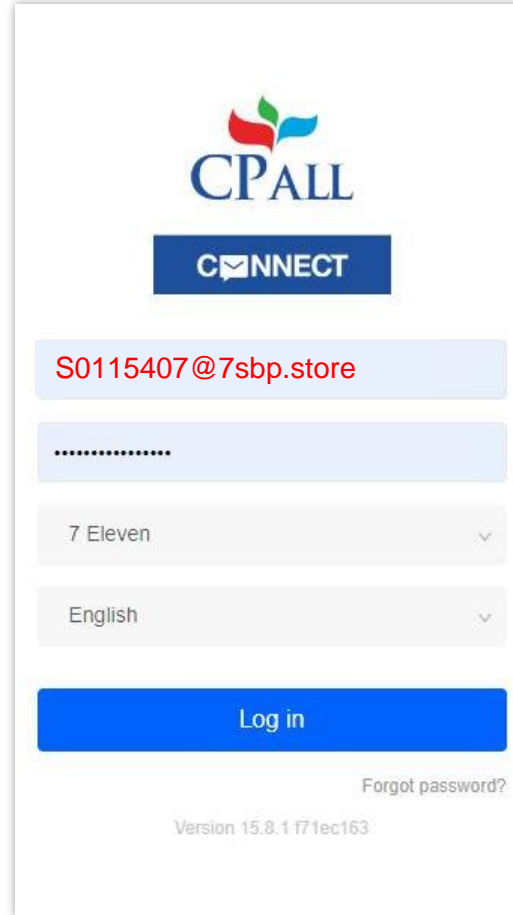 CPALL
CONNECT
S0115407@7sbp.store
................
7 Eleven
English
Log in
Forgot password?
Version 15.8.1 f71ec163